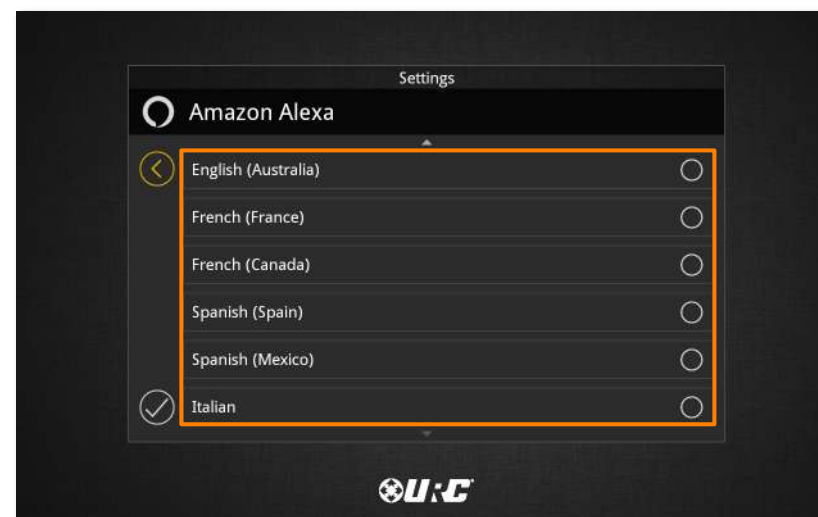 Settings
Amazon Alexa
English (Australia)
French (France)
French (Canada)
Spanish (Spain)
Spanish (Mexico)
Italian
URC